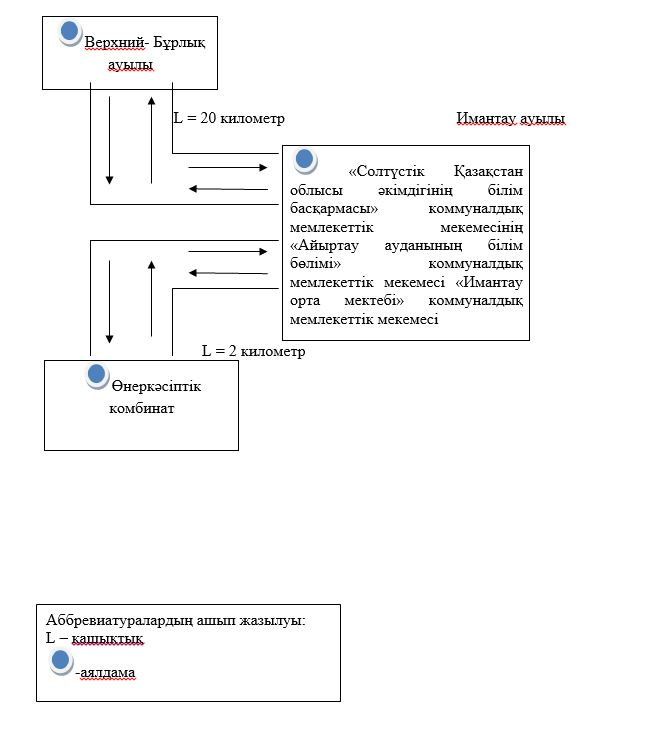 Верхний- Бұрлық
ауылы
L = 20 километр
Имантау ауылы
«Солтүстік Қазақстан
облысы әкімдігінің білім
басқармасы» коммуналдық
мемлекеттік мекемесінің
«Айыртау ауданының білім
бөлімі» коммуналдық
мемлекеттік мекемесі «Имантау
орта мектебі» коммуналдық
мемлекеттік мекемесі
L = 2 километр
Өнеркәсіптік
комбинат
Аббревиатуралардың ашып жазылуы:
L – қашықтық
-аялдама